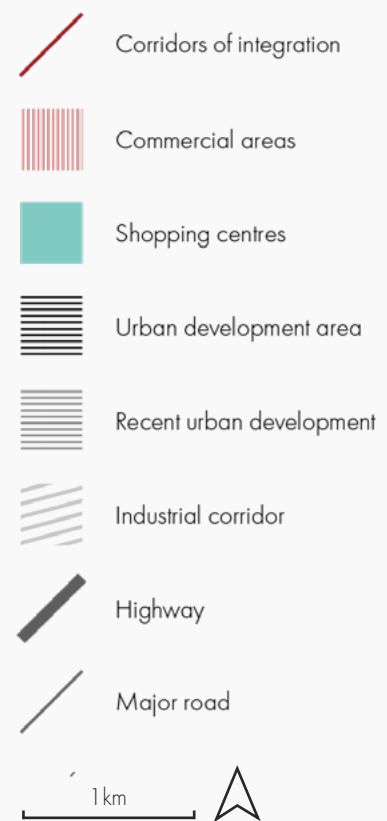 Corridors of integration
Commercial areas
Shopping centres
Urban development area
Recent urban development
Industrial corridor
Highway
Major road
1km